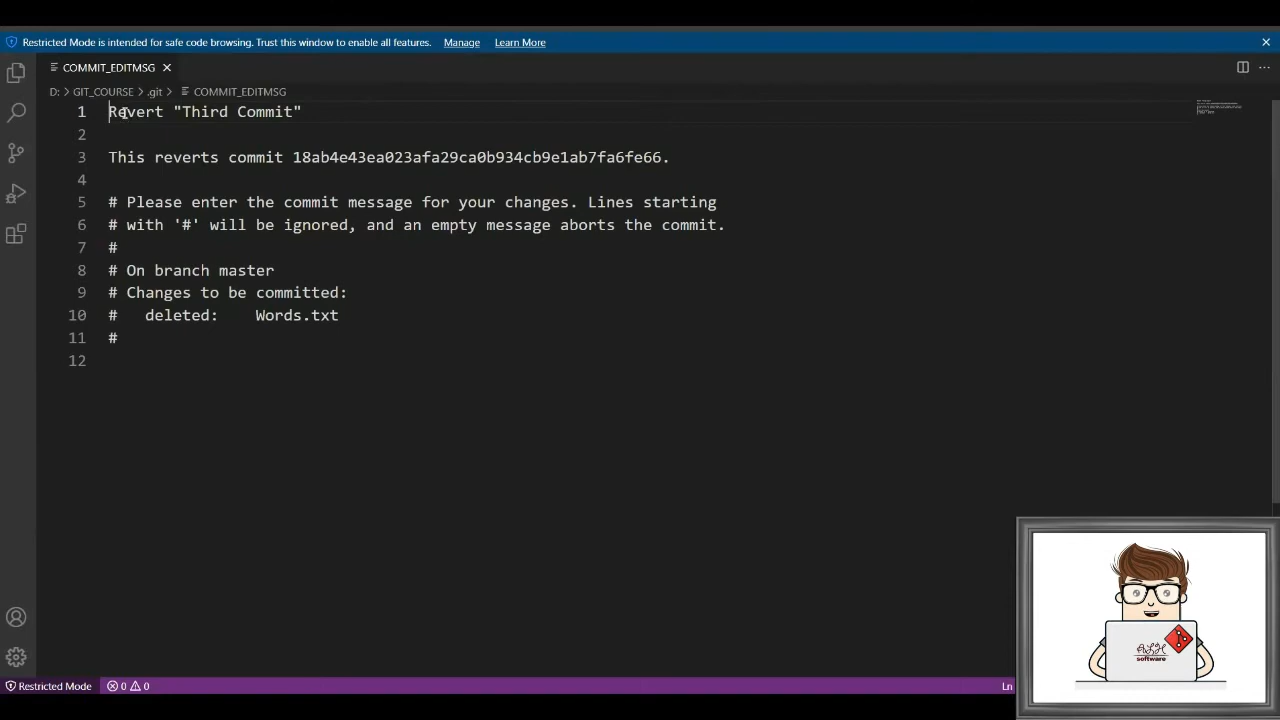 Restricted Mode is intended for safe code browsing. Trust this window to enable all features. Manage Learn More
COMMIT_EDITMSG
D: > GIT_COURSE > .git > COMMIT_EDITMSG
1 Revert "Third Commit"
2
3 This reverts commit 18ab4e43ea023afa29ca0b934cb9e1ab7fa6fe66.
4
5 # Please enter the commit message for your changes. Lines starting
6 # with '#' will be ignored, and an empty message aborts the commit.
7 #
8 # On branch master
9 # Changes to be committed:
10 # deleted: Words.txt
11 #
12
software
Restricted Mode 0 0 Ln